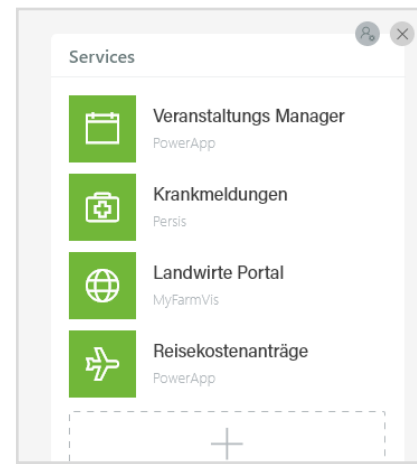 Services
Veranstaltungs Manager
PowerApp
Krankmeldungen
Persis
Landwirte Portal
MyFarmVis
Reisekostenanträge
PowerApp